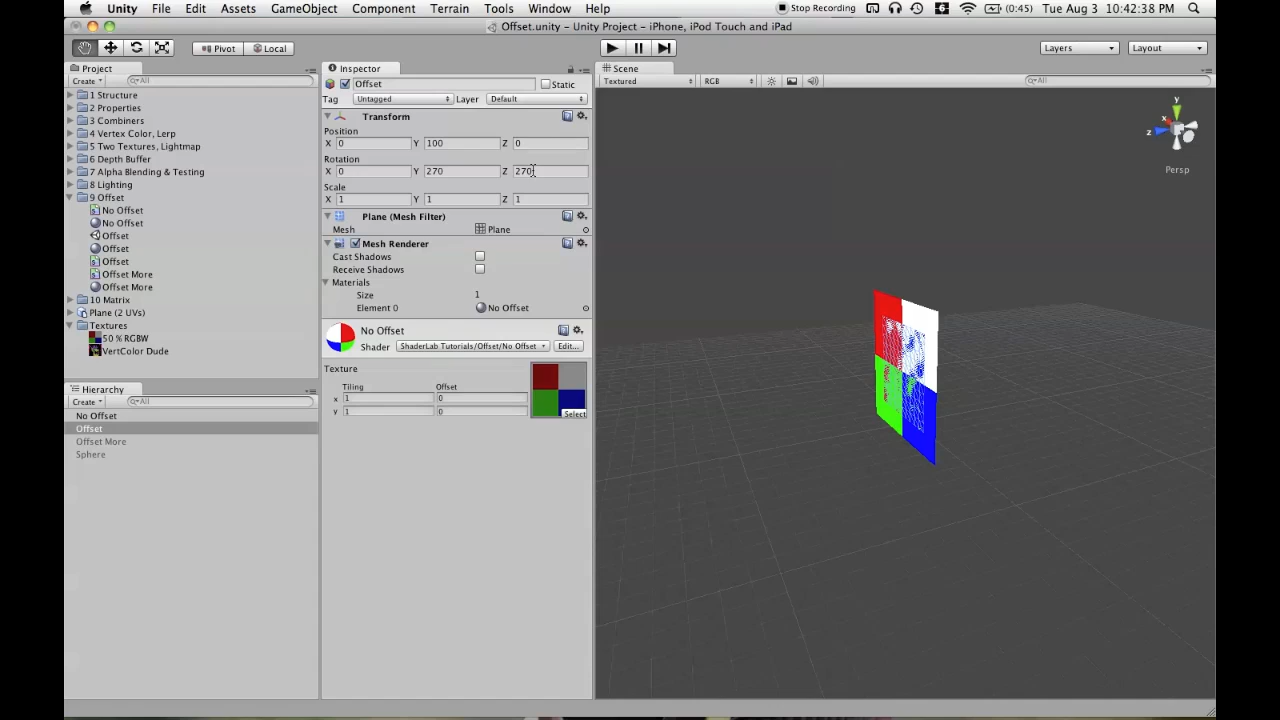 Unity File Edit Assets GameObject Component Terrain Tools Window Help Stop Recording 6 (0:45) Tue Aug 3 10:42:38 PM
Offset.unity – Unity Project – iPhone, iPod Touch and iPad
Pivot Local Layers Layout
Project
Create All
1 Structure
2 Properties
3 Combiners
4 Vertex Color, Lerp
5 Two Textures, Lightmap
6 Depth Buffer
7 Alpha Blending & Testing
8 Lighting
9 Offset
No Offset
No Offset
Offset
Offset
Offset
Offset More
Offset More
10 Matrix
Plane (2 UVs)
Textures
50 % RGBW
VertColor Dude
Hierarchy
Create All
No Offset
Offset
Offset More
Sphere
Inspector
Offset Static
Tag Untagged Layer Default
Transform
Position
X 0 Y 100 Z 0
Rotation
X 0 Y 270 Z 270
Scale
X 1 Y 1 Z 1
Plane (Mesh Filter)
Mesh Plane
Mesh Renderer
Cast Shadows
Receive Shadows
Materials
Size 1
Element 0 No Offset
No Offset
Shader ShaderLab Tutorials/Offset/No Offset Edit...
Texture
Tiling Offset
x 1 0
y 1 0
Select
Scene
Textured RGB All
y
x
z
Persp